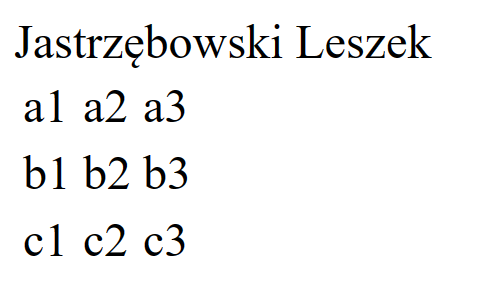 Jastrzębowski Leszek
a1 a2 a3
b1 b2 b3
c1 c2 c3